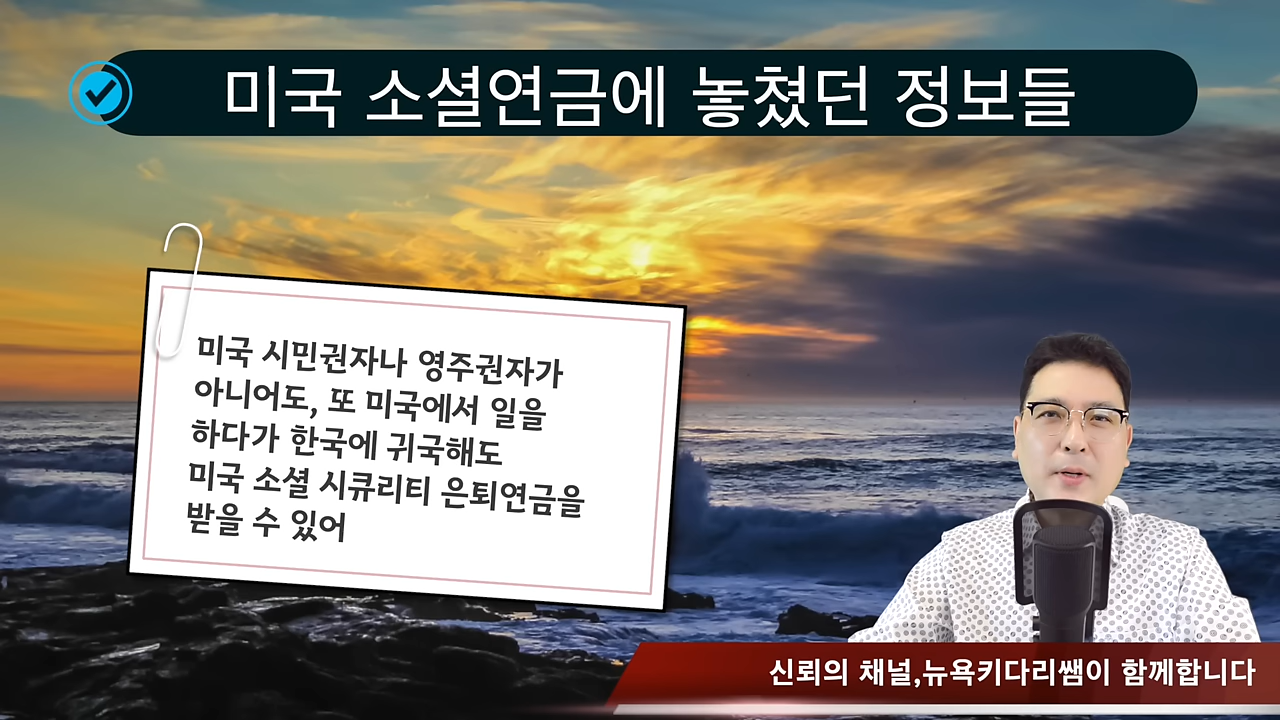 미국 소셜연금에 놓쳤던 정보들
미국 시민권자나 영주권자가
아니어도, 또 미국에서 일을
하다가 한국에 귀국해도
미국 소셜 시큐리티 은퇴연금을
받을 수 있어
신뢰의 채널,뉴욕키다리쌤이 함께합니다